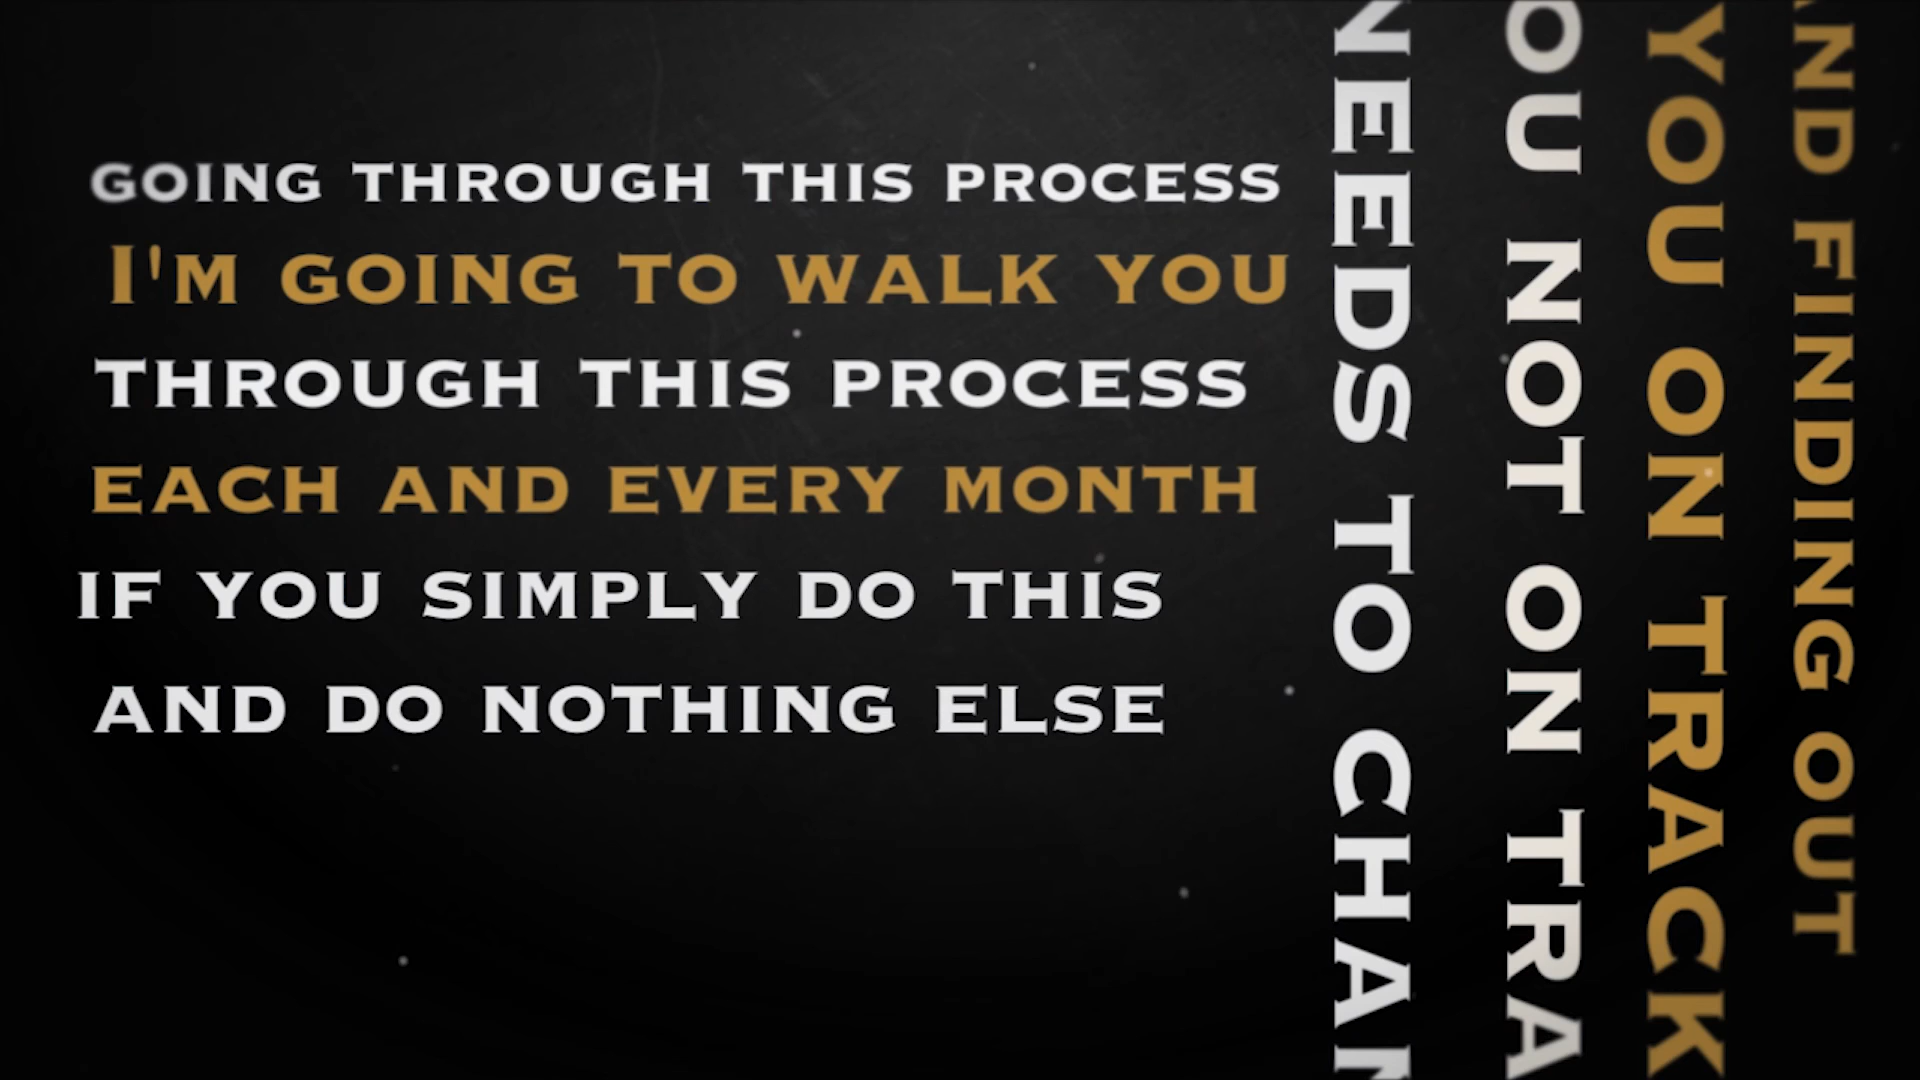 GOING THROUGH THIS PROCESS
I'M GOING TO WALK YOU
THROUGH THIS PROCESS
EACH AND EVERY MONTH
IF YOU SIMPLY DO THIS
AND DO NOTHING ELSE
NEEDS TO
NOT ON
YOU ON TRACK
FINDING OUT